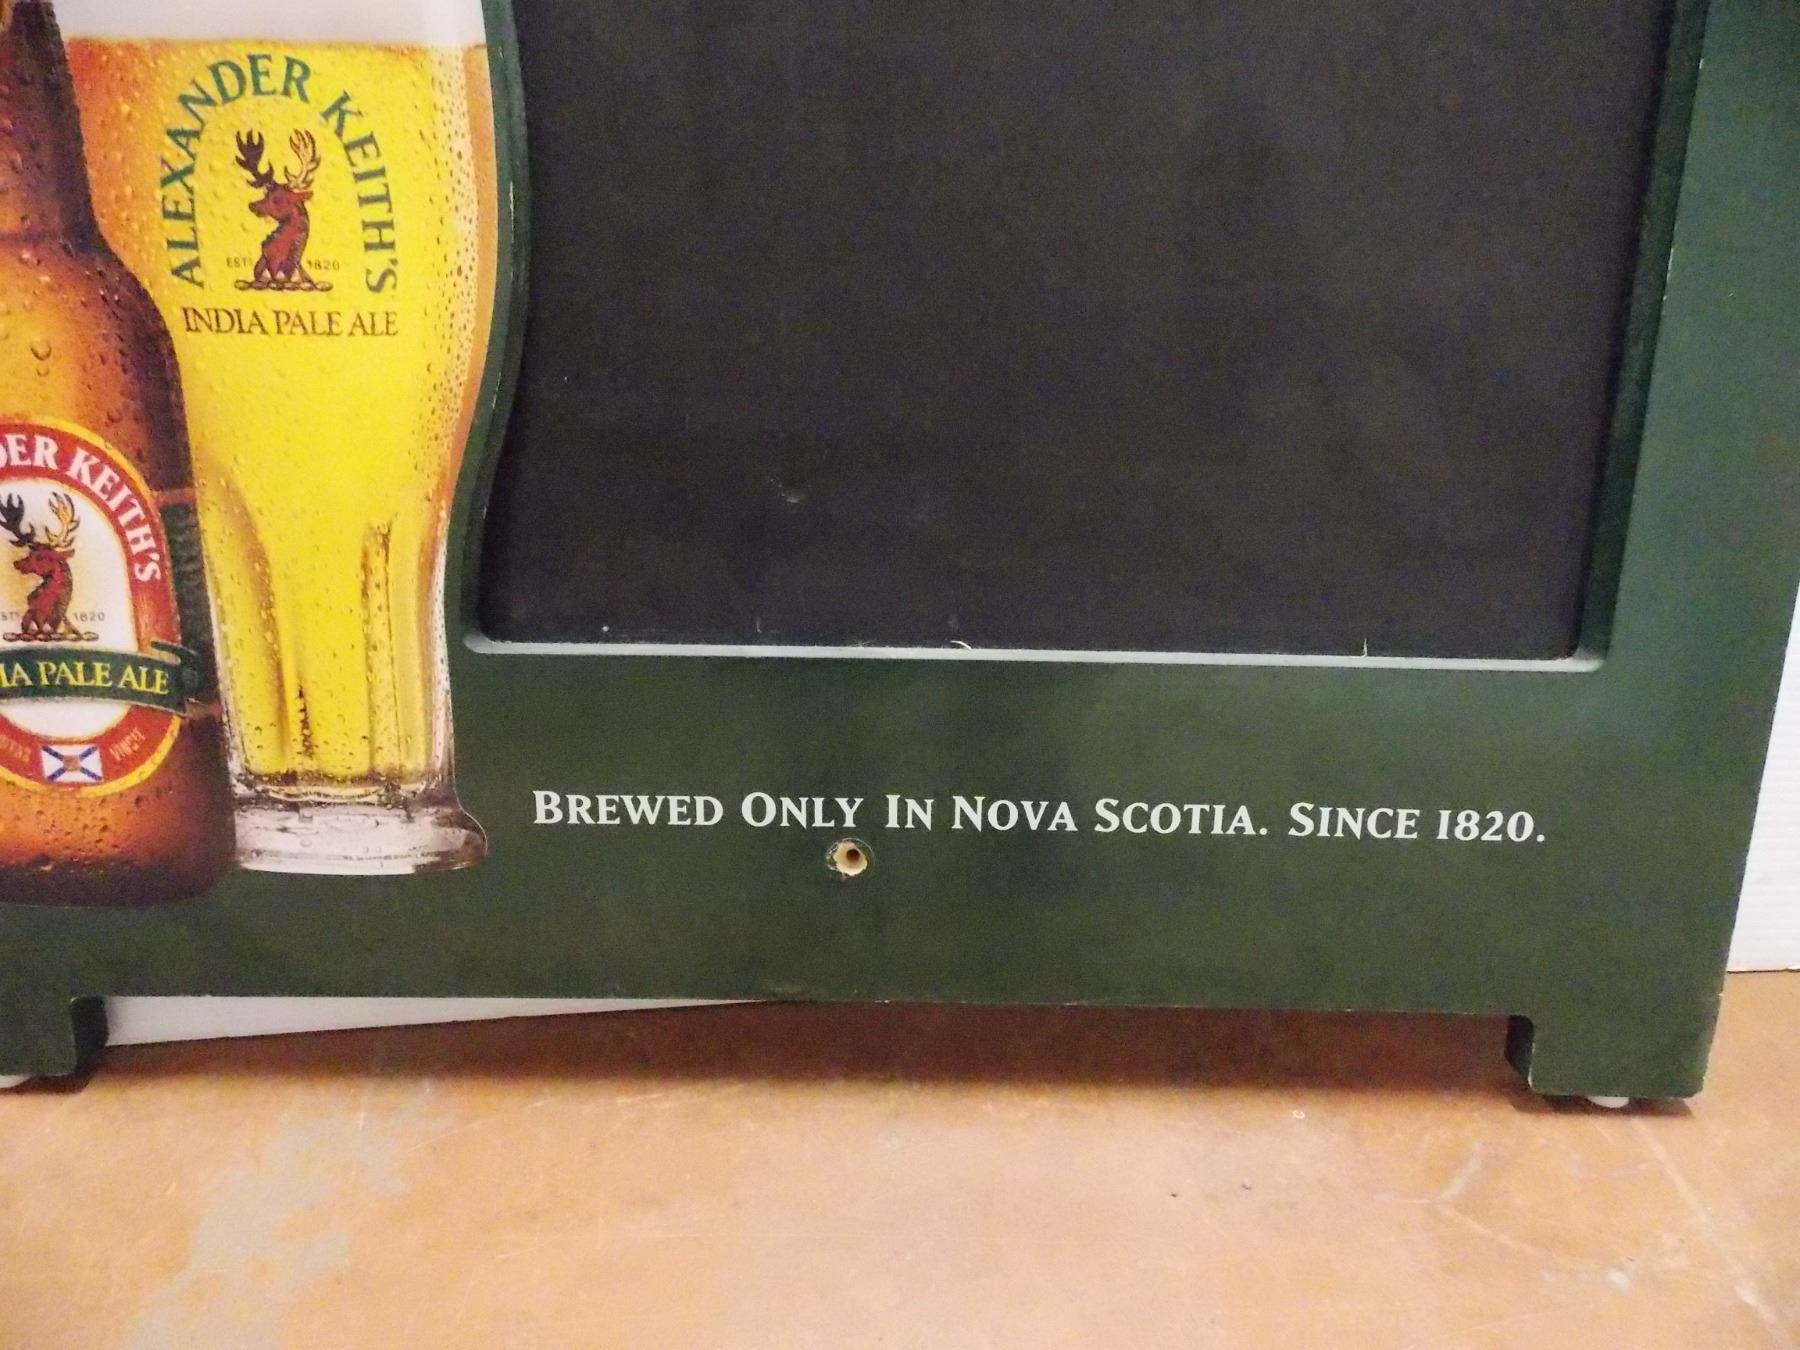 ALEXANDER KEITH'S
EST. 1820
INDIA PALE ALE
DER KEITH'S
1820
IA PALE ALE
BREWED ONLY IN NOVA SCOTIA. SINCE 1820.